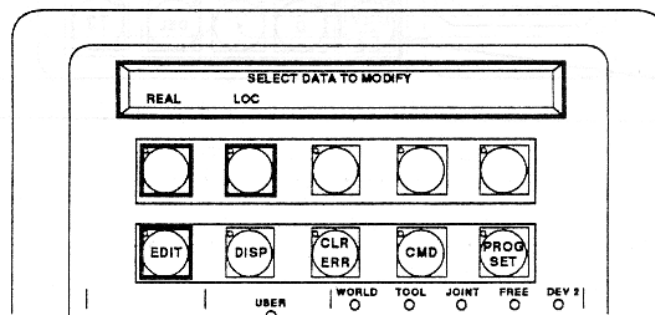 SELECT DATA TO MODIFY
REAL LOC
EDIT DISP CLR ERR CMD PROG SET
USER WORLD TOOL JOINT FREE DEV 2